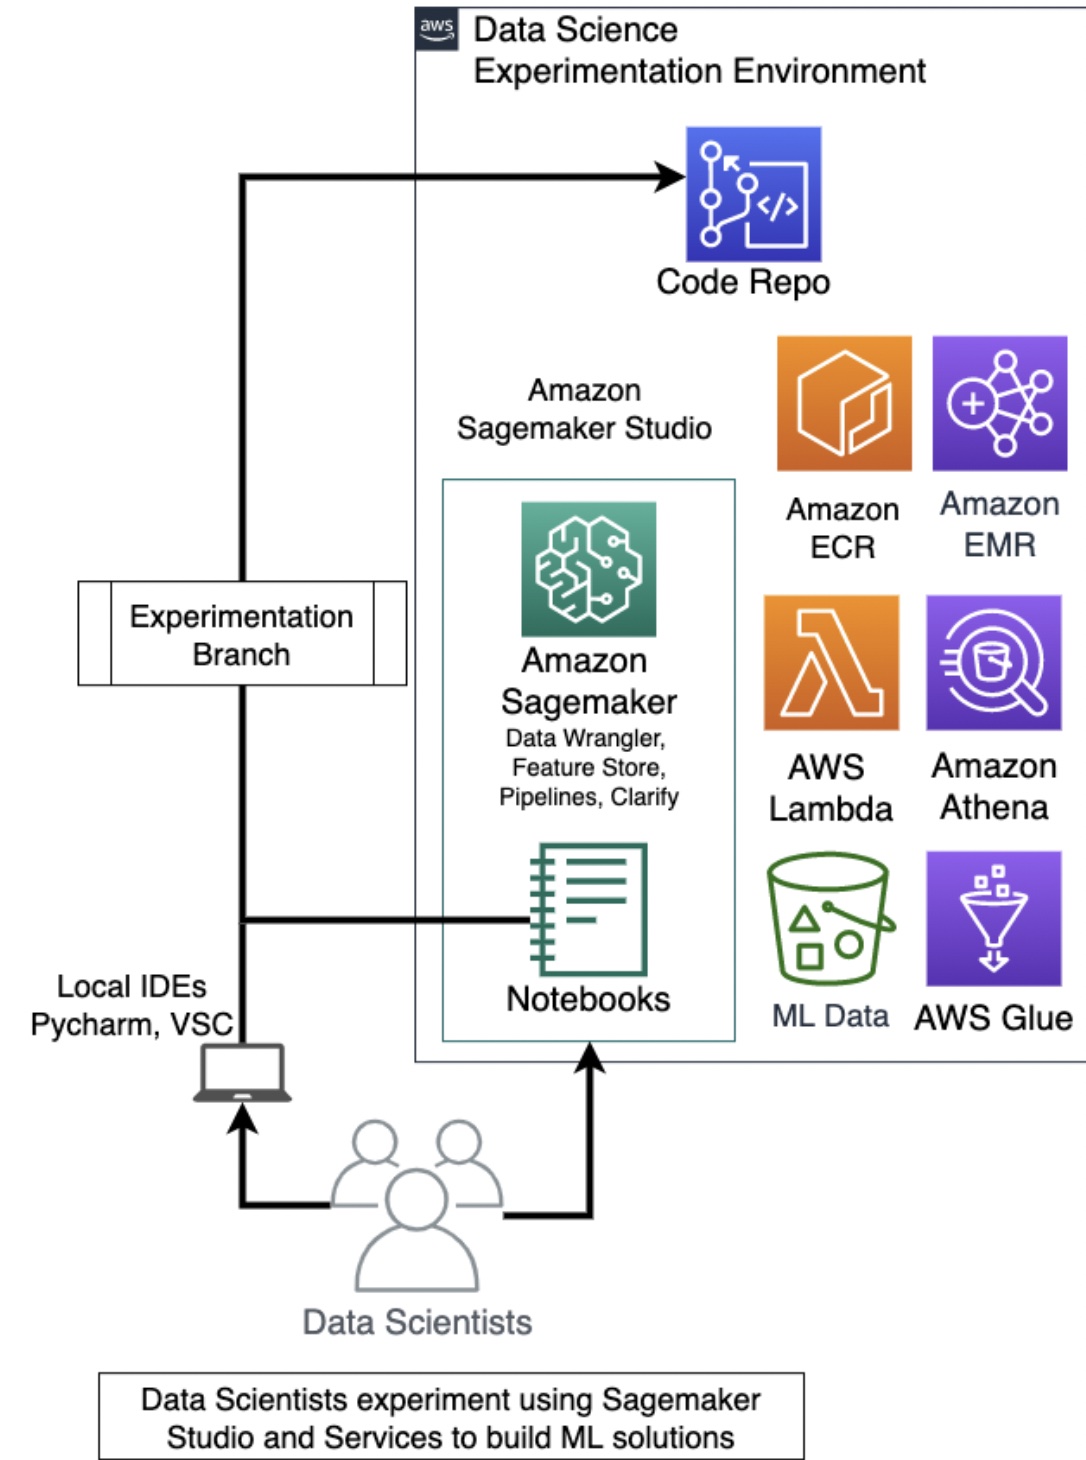 aws
Data Science
Experimentation Environment
Code Repo
Amazon
Sagemaker Studio
Amazon
ECR
Amazon
EMR
Experimentation
Branch
Amazon
Sagemaker
Data Wrangler,
Feature Store,
Pipelines, Clarify
AWS
Lambda
Amazon
Athena
Notebooks
ML Data
AWS Glue
Local IDEs
Pycharm, VSC
Data Scientists
Data Scientists experiment using Sagemaker
Studio and Services to build ML solutions